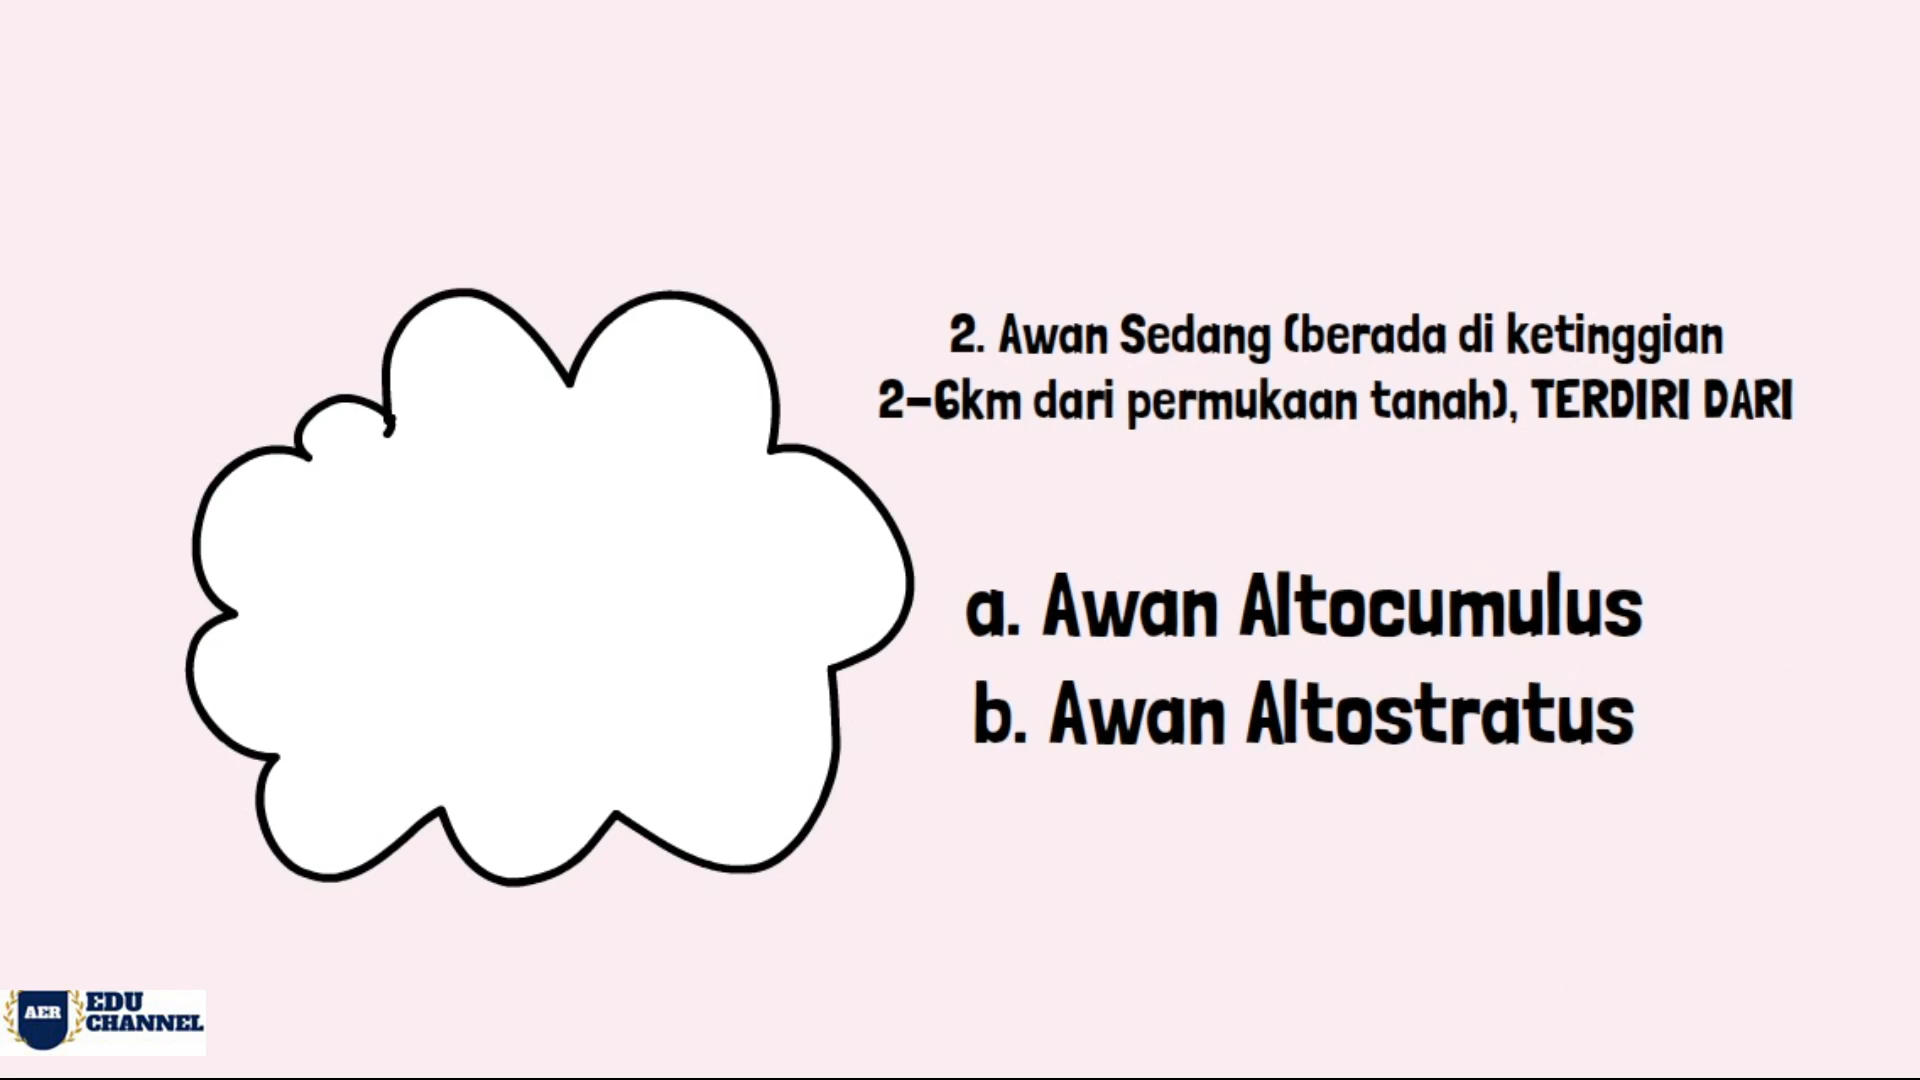 2. Awan Sedang (berada di ketinggian
2-6km dari permukaan tanah), TERDIRI DARI
a. Awan Altocumulus
b. Awan Altostratus
AER
EDU
CHANNEL